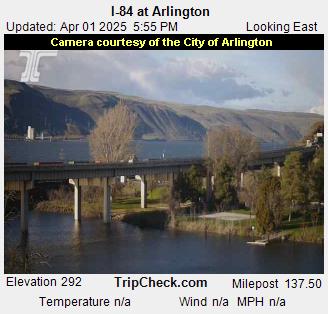 I-84 at Arlington
Updated: Apr 01 2025 5:55 PM Looking East
Camera courtesy of the City of Arlington
Elevation 292 TripCheck.com Milepost 137.50
Temperature n/a Wind n/a MPH n/a